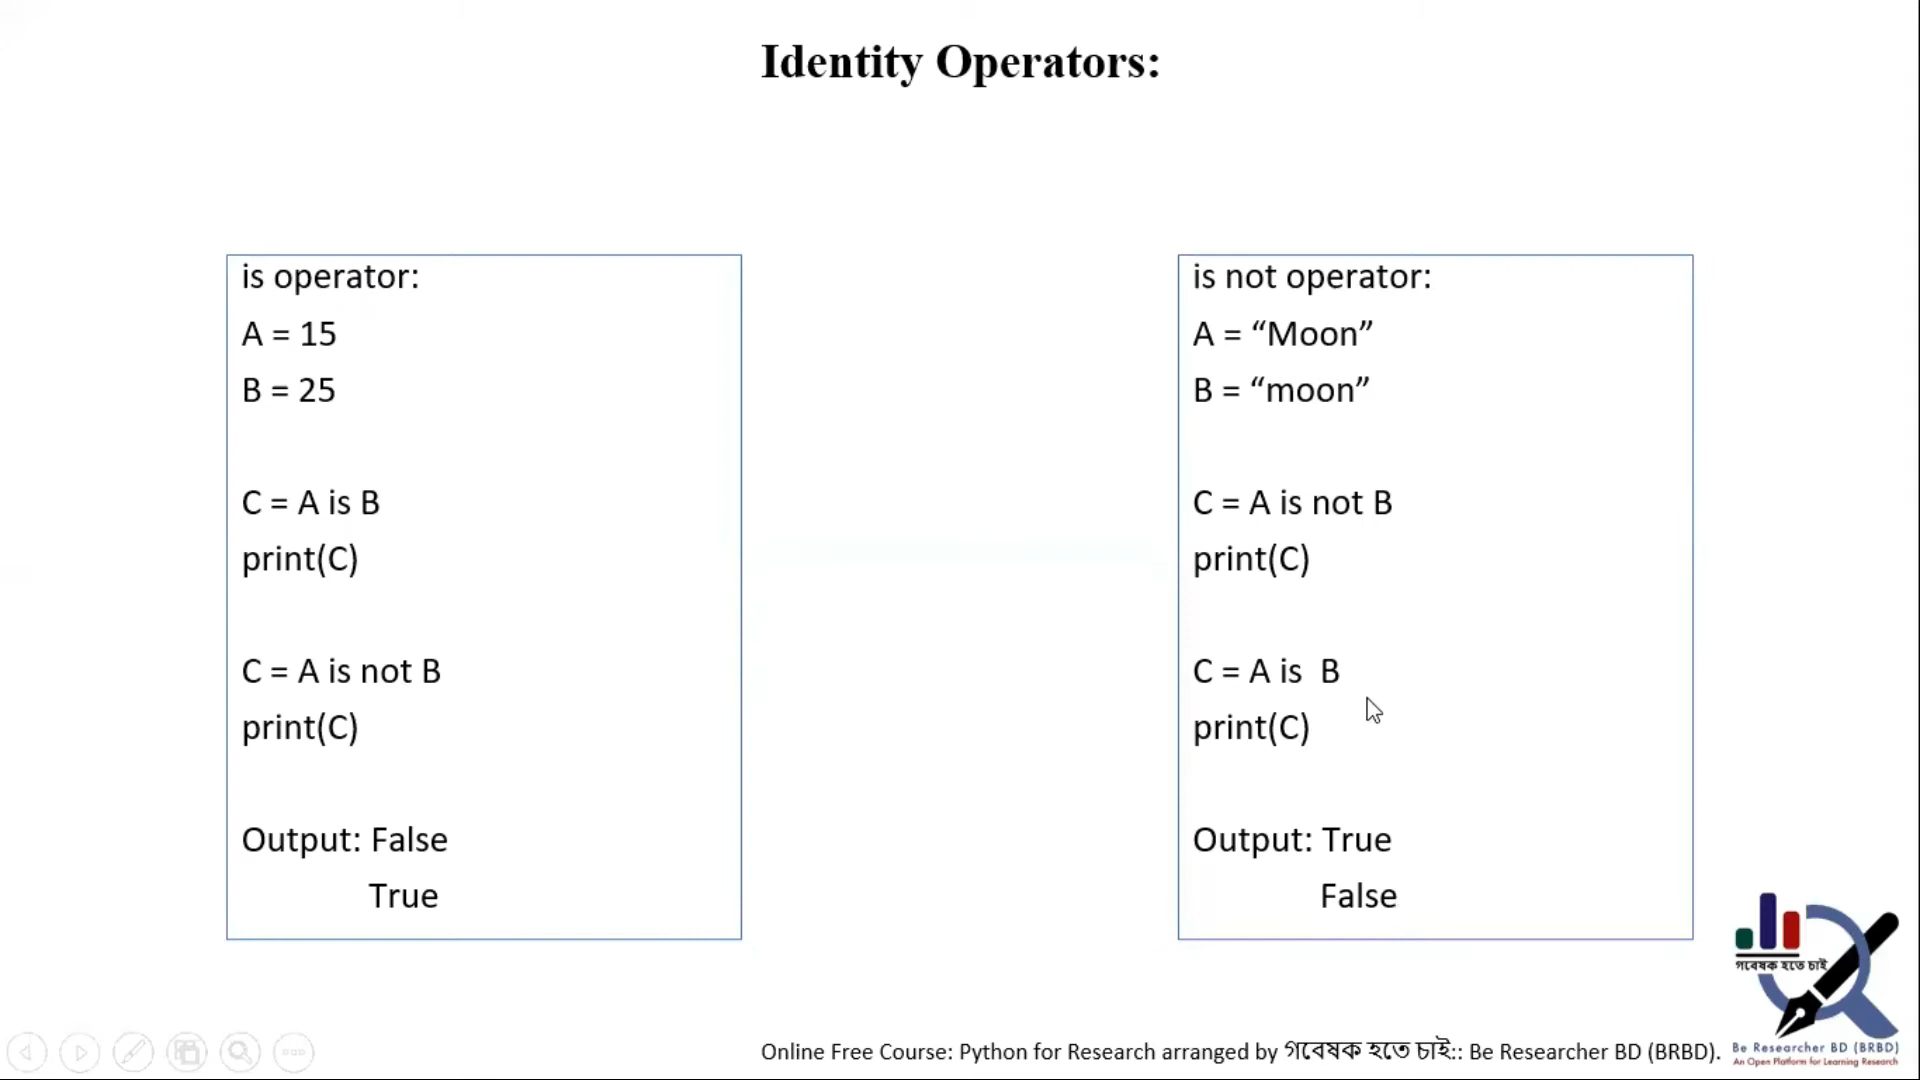 Identity Operators:
is operator:
A = 15
B = 25
C = A is B
print(C)
C = A is not B
print(C)
Output: False
True
is not operator:
A = “Moon”
B = “moon”
C = A is not B
print(C)
C = A is  B
print(C)
Output: True
False
গবেষক হতে চাই
Be Researcher BD (BRBD)
An Open Platform for Learning Research
Online Free Course: Python for Research arranged by গবেষক হতে চাই:: Be Researcher BD (BRBD).